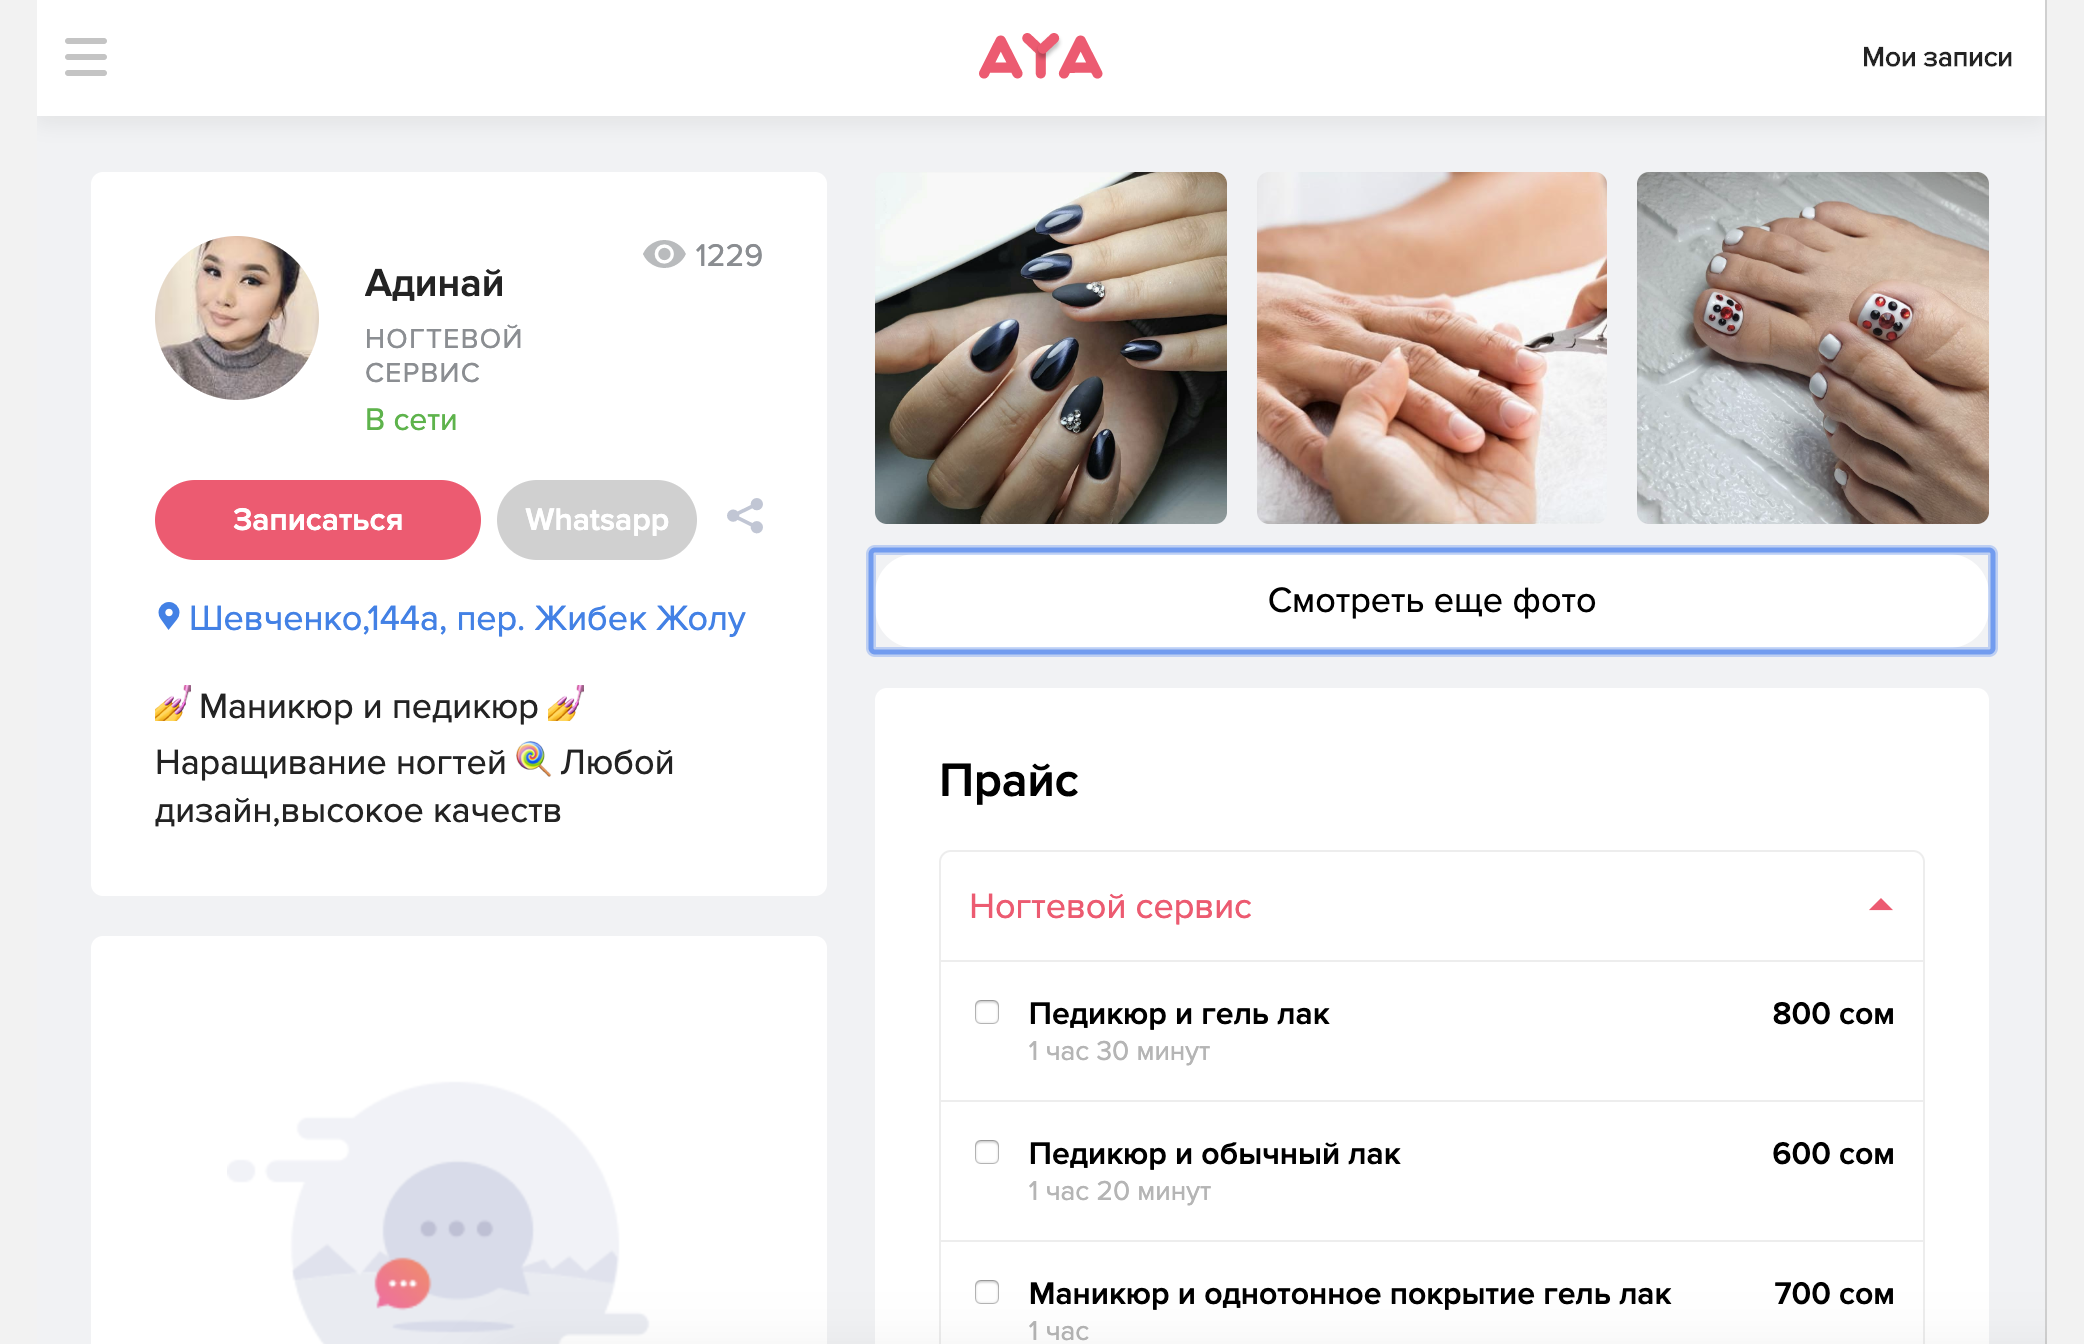 AYA
Мои записи
1229
Адинай
НОГТЕВОЙ
СЕРВИС
В сети
Записаться
Whatsapp
Шевченко,144а, пер. Жибек Жолу
💅 Маникюр и педикюр 💅
Наращивание ногтей 🍭 Любой
дизайн,высокое качеств
Смотреть еще фото
Прайс
Ногтевой сервис
Педикюр и гель лак
800 сом
1 час 30 минут
Педикюр и обычный лак
600 сом
1 час 20 минут
Маникюр и однотонное покрытие гель лак
700 сом
1 час